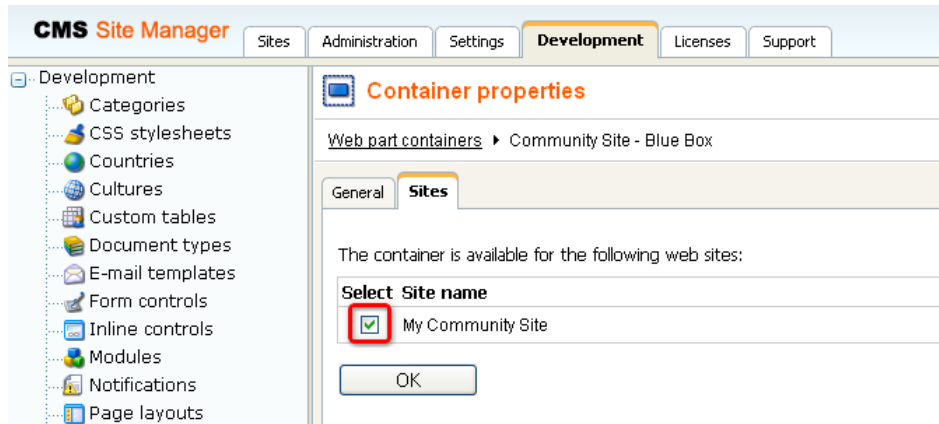 CMS Site Manager
Sites Administration Settings Development Licenses Support
Development
Categories
CSS stylesheets
Countries
Cultures
Custom tables
Document types
E-mail templates
Form controls
Inline controls
Modules
Notifications
Page layouts
Container properties
Web part containers ▸ Community Site - Blue Box
General Sites
The container is available for the following web sites:
Select Site name
My Community Site
OK